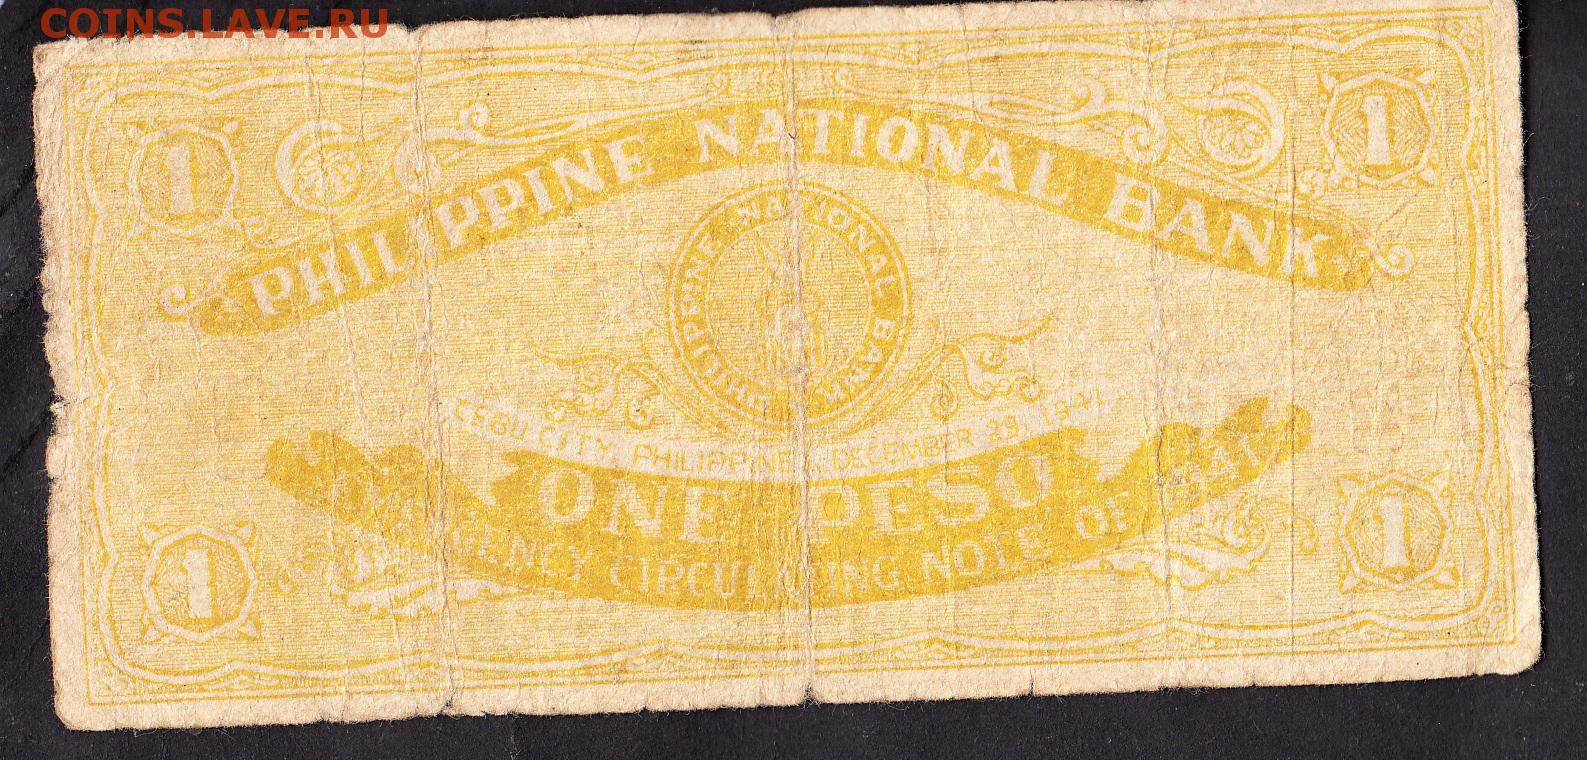 COINS.LAVE.RU
1
1
PHILIPPINE NATIONAL BANK
PHILIPPINE NATIONAL BANK
CEBU CITY, PHILIPPINES, DECEMBER 29, 1941
ONE PESO
CIRCULATING NOTE OF 1941
1
1